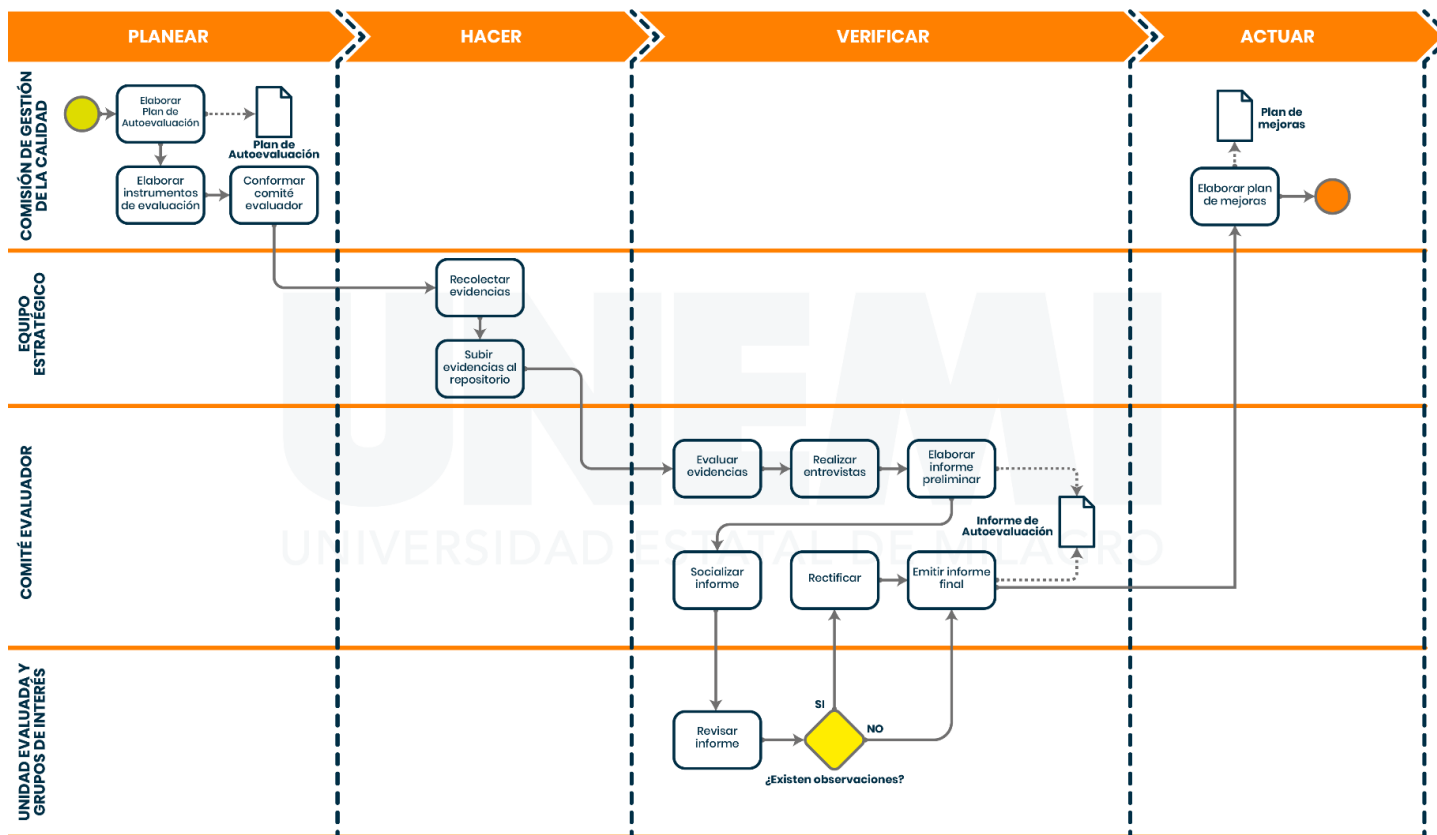 PLANEAR
HACER
VERIFICAR
ACTUAR
COMISIÓN DE GESTIÓN
DE LA CALIDAD
Elaborar
Plan de
Autoevaluación
Plan de
Autoevaluación
Elaborar
instrumentos
de evaluación
Conformar
comité
evaluador
Plan de
mejoras
Elaborar plan
de mejoras
EQUIPO
ESTRATÉGICO
Recolectar
evidencias
Subir
evidencias al
repositorio
UNEMI
UNIVERSIDAD ESTATAL DE MILAGRO
COMITÉ EVALUADOR
Evaluar
evidencias
Realizar
entrevistas
Elaborar
informe
preliminar
Informe de
Autoevaluación
Socializar
informe
Rectificar
Emitir informe
final
UNIDAD EVALUADA Y
GRUPOS DE INTERÉS
Revisar
informe
SI
NO
¿Existen observaciones?